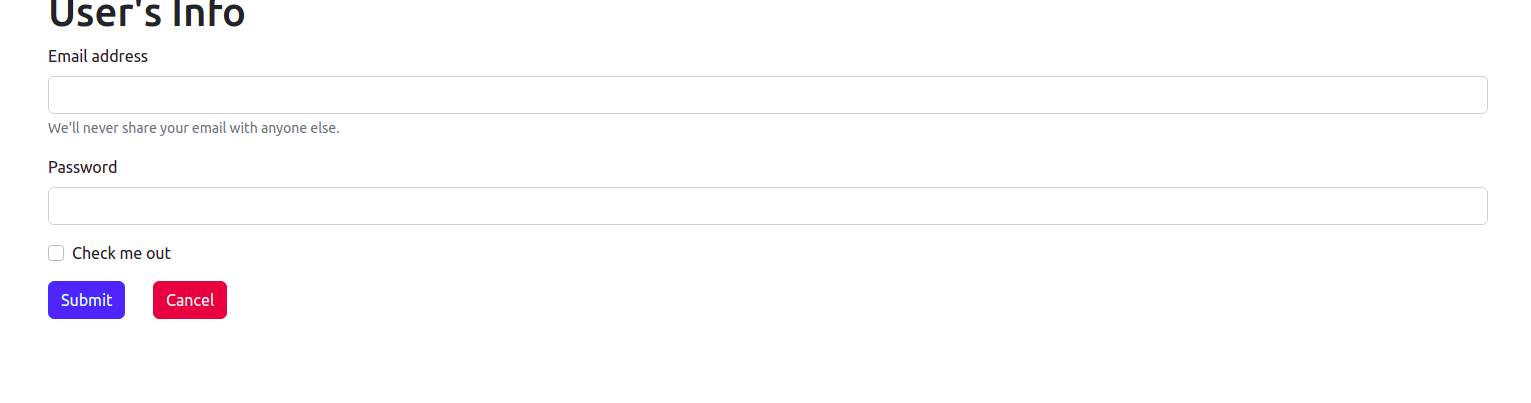 User's Info
Email address
We'll never share your email with anyone else.
Password
Check me out
Submit Cancel